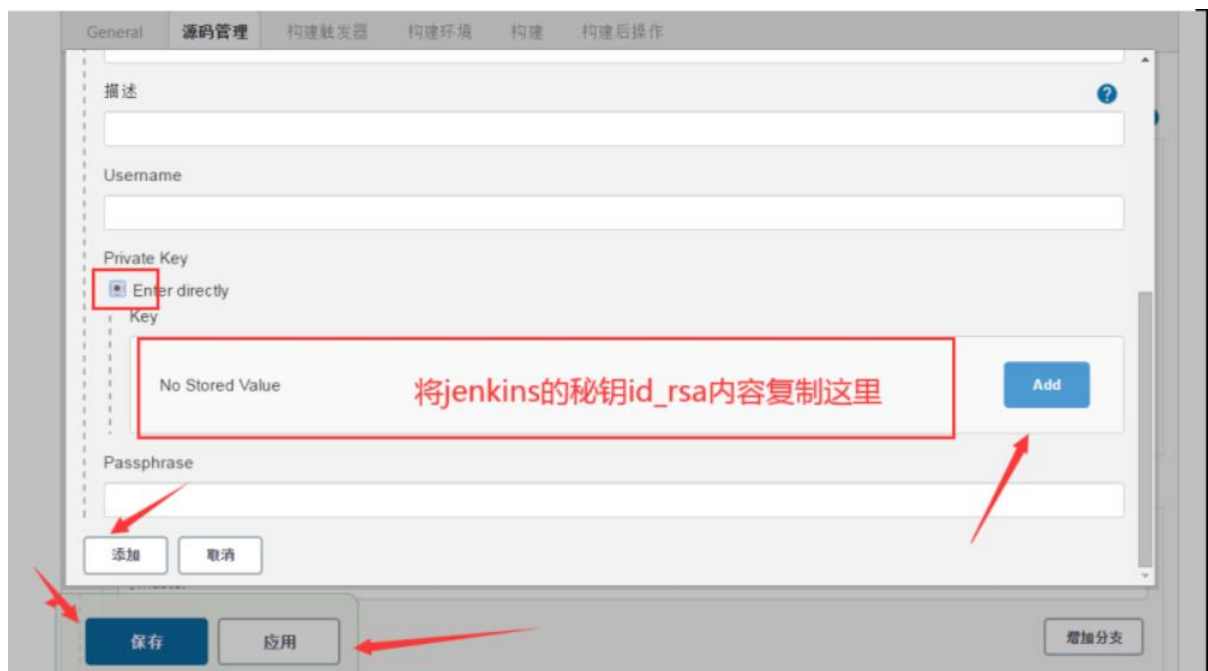 General 源码管理 构建触发器 构建环境 构建 构建后操作
描述
Username
Private Key
Enter directly
Key
No Stored Value 将jenkins的秘钥id_rsa内容复制这里 Add
Passphrase
添加 取消
保存 应用 增加分支